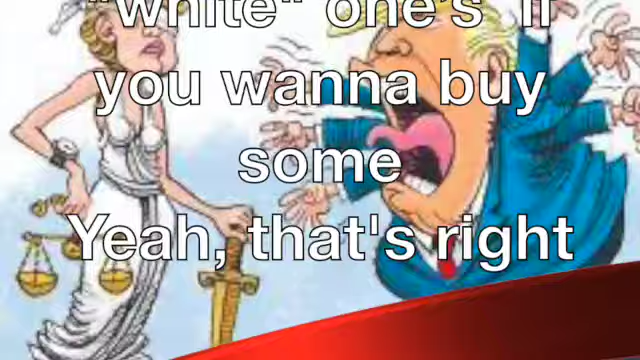 "white" one's  if
you wanna buy
some
Yeah, that's right